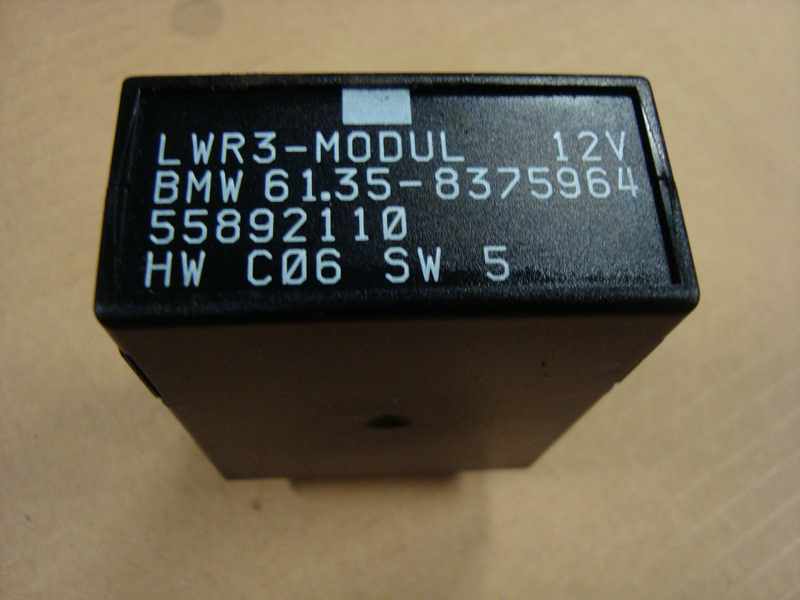 LWR3-MODUL 12V
BMW 61.35-8375964
55892110
HW C06 SW 5